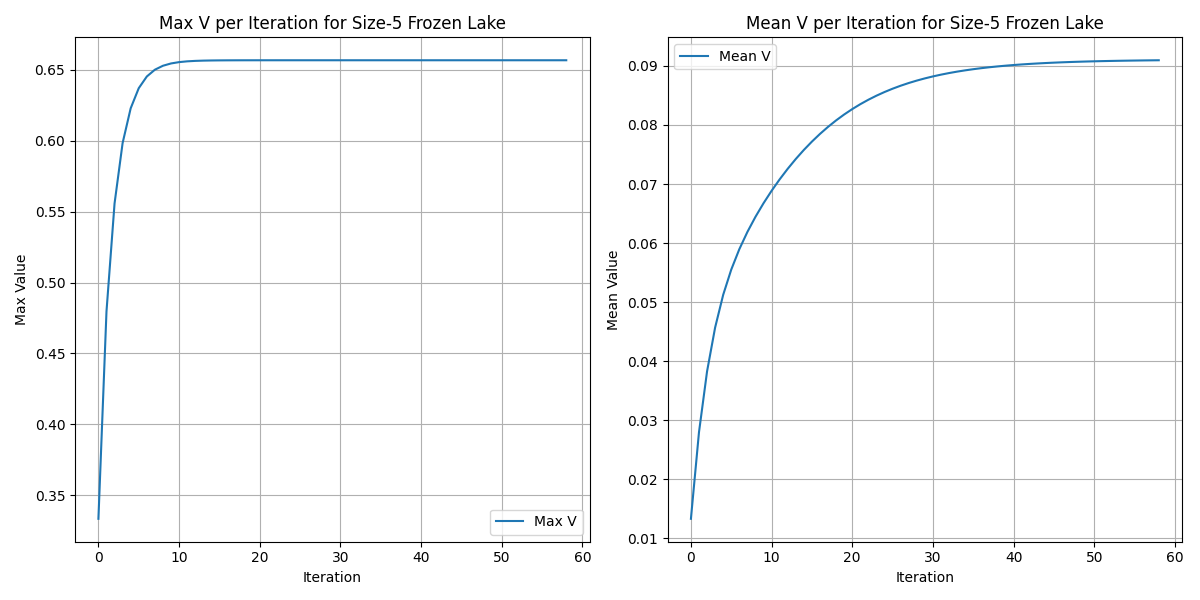 Max V per Iteration for Size-5 Frozen Lake
Max Value
0.65
0.60
0.55
0.50
0.45
0.40
0.35
Max V
0 10 20 30 40 50 60
Iteration
Mean V per Iteration for Size-5 Frozen Lake
Mean V
Mean Value
0.09
0.08
0.07
0.06
0.05
0.04
0.03
0.02
0.01
0 10 20 30 40 50 60
Iteration